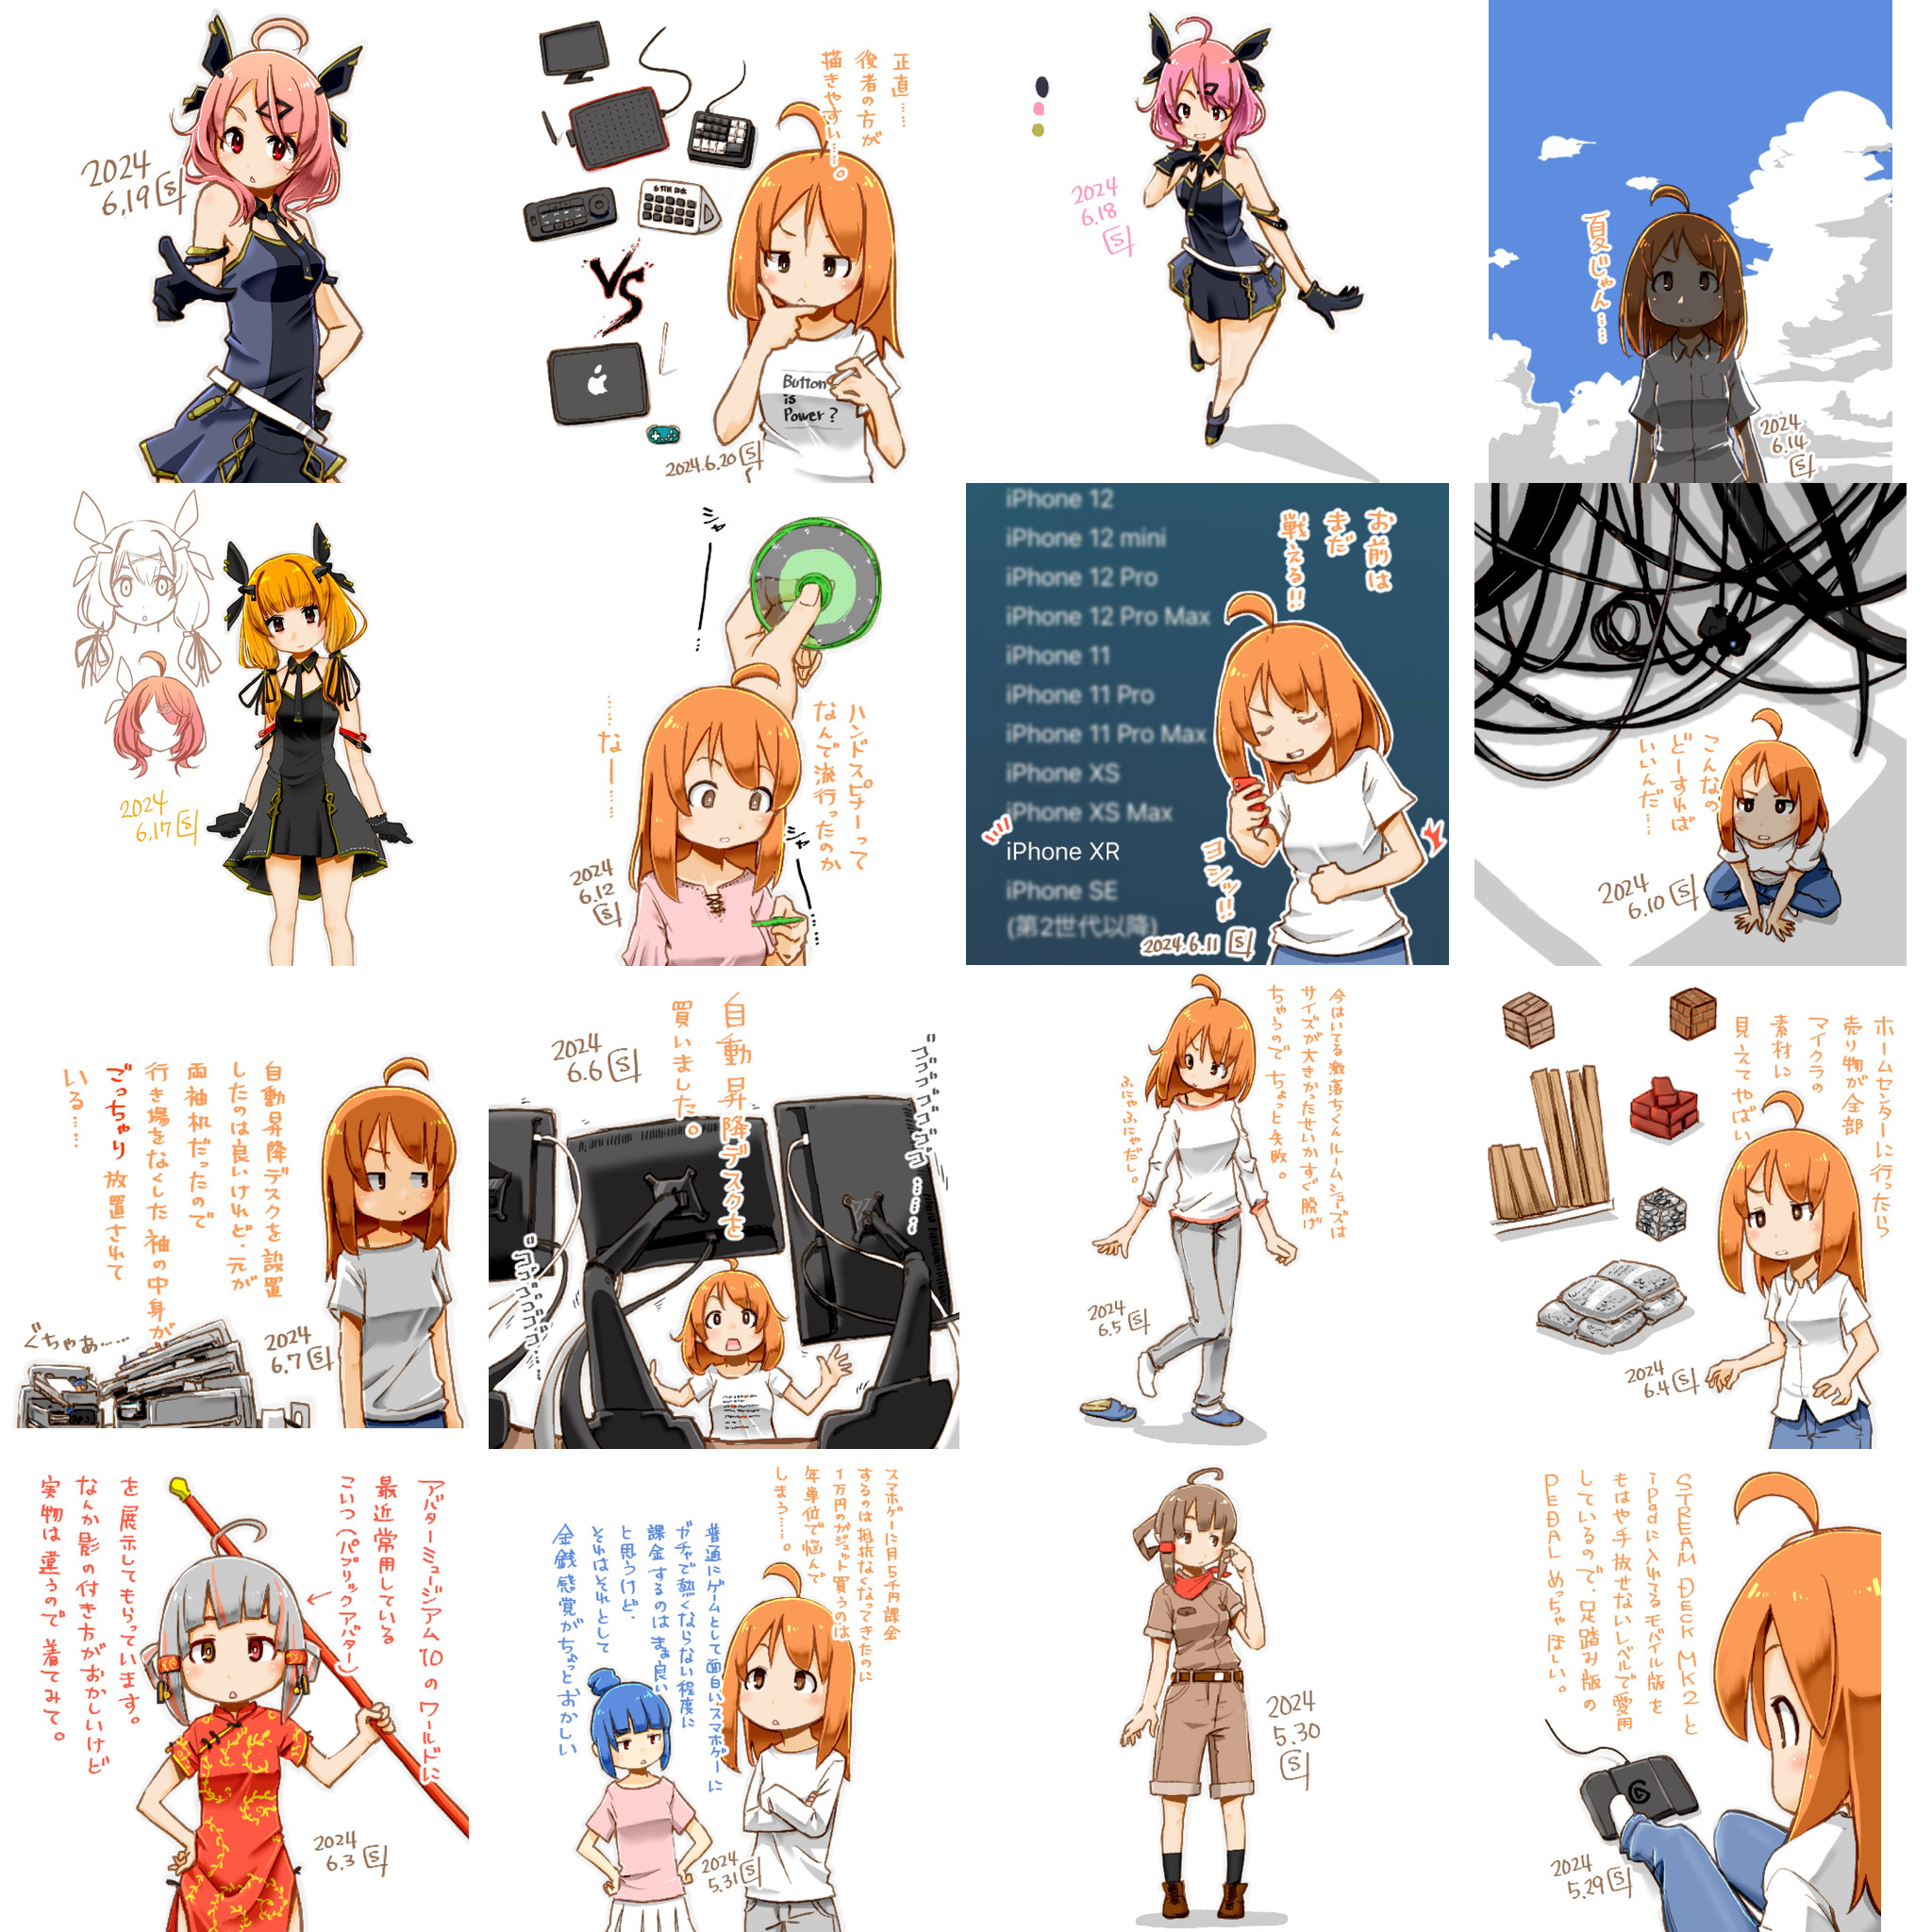 2024
6.19
正直……
後者の方が
描きやすい……。
G-STM DECK
VS
Button
is
Power?
2024.6.20
2024
6.18
夏じゃん……
2024
6.14
2024
6.17
シャ
ハンドスピナーって
なんで流行ったのか
なー……
シャ
2024
6.12
iPhone 12
iPhone 12 mini
iPhone 12 Pro
iPhone 12 Pro Max
iPhone 11
iPhone 11 Pro
iPhone 11 Pro Max
iPhone XS
iPhone XS Max
iPhone XR
iPhone SE
(第2世代以降)
お前は
まだ
戦える!!
ヨシッ!!
2024.6.11
こんなの
どーすれば
いいんだ……
2024
6.10
自動昇降デスクを設置
したのは良いけれど、元が
両袖机だったので
行き場をなくした袖の中身が
ごっちゃり放置されて
いる……
ぐちゃあ……
2024
6.7
自動昇降デスクを
買いました。
ゴゴゴゴゴゴ……
ゴゴゴゴゴゴ……
2024
6.6
今はいてる激落ちくんルームシューズは
サイズが大きかったせいかすぐ脱げ
ちゃうのでちょっと失敗。
ふにゃふにゃだし。
2024
6.5
ホームセンターに行ったら
売り物が全部
マイクラの
素材に
見えてやばい
2024
6.4
アバターミュージアム10のワールドに
最近常用している
こいつ(パブリックアバター)
を展示してもらっています。
なんか影の付き方がおかしいけど
実物は違うので着てみて。
2024
6.3
スマホゲーに月5千円課金
するのは抵抗なくなってきたのに
1万円のガジェット買うのは
年単位で悩んで
しまう……。
普通にゲームとして面白いスマホゲーに
ガチャで熱くならない程度に
課金するのはまぁ良い
と思うけど、
それはそれとして
金銭感覚がちょっとおかしい
2024
5.31
2024
5.30
STREAM DECK MK2と
iPadに入れるモバイル版を
もはや手放せないレベルで愛用
しているので、足踏み版の
PEDALめっちゃほしい。
2024
5.29